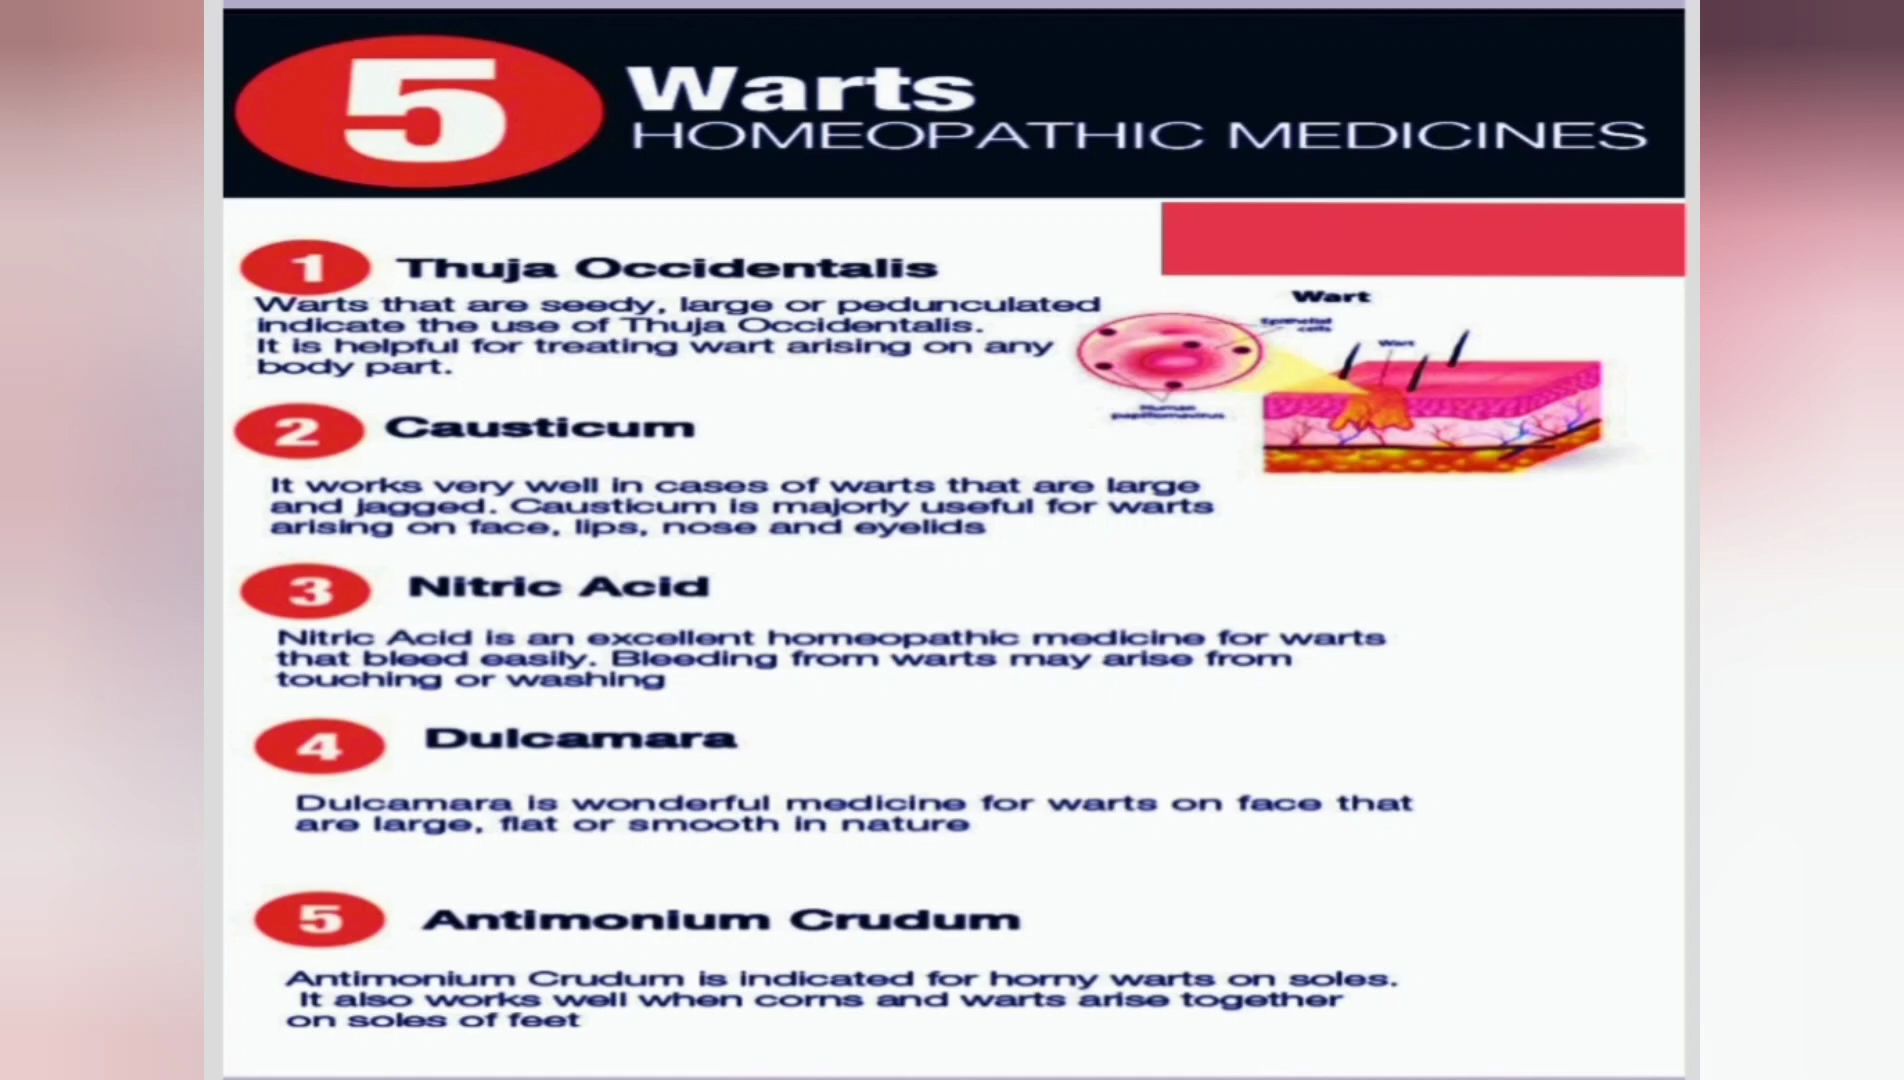 5 Warts
HOMEOPATHIC MEDICINES
1 Thuja Occidentalis
Warts that are seedy, large or pedunculated
indicate the use of Thuja Occidentalis.
It is helpful for treating wart arising on any
body part.
Wart
Epithelial
cells
Wart
Human
papillomavirus
2 Causticum
It works very well in cases of warts that are large
and jagged. Causticum is majorly useful for warts
arising on face, lips, nose and eyelids
3 Nitric Acid
Nitric Acid is an excellent homeopathic medicine for warts
that bleed easily. Bleeding from warts may arise from
touching or washing
4 Dulcamara
Dulcamara is wonderful medicine for warts on face that
are large, flat or smooth in nature
5 Antimonium Crudum
Antimonium Crudum is indicated for horny warts on soles.
It also works well when corns and warts arise together
on soles of feet